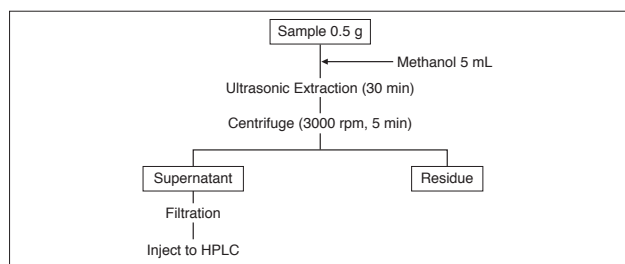 Sample 0.5 g
Methanol 5 mL
Ultrasonic Extraction (30 min)
Centrifuge (3000 rpm, 5 min)
Supernatant
Residue
Filtration
Inject to HPLC